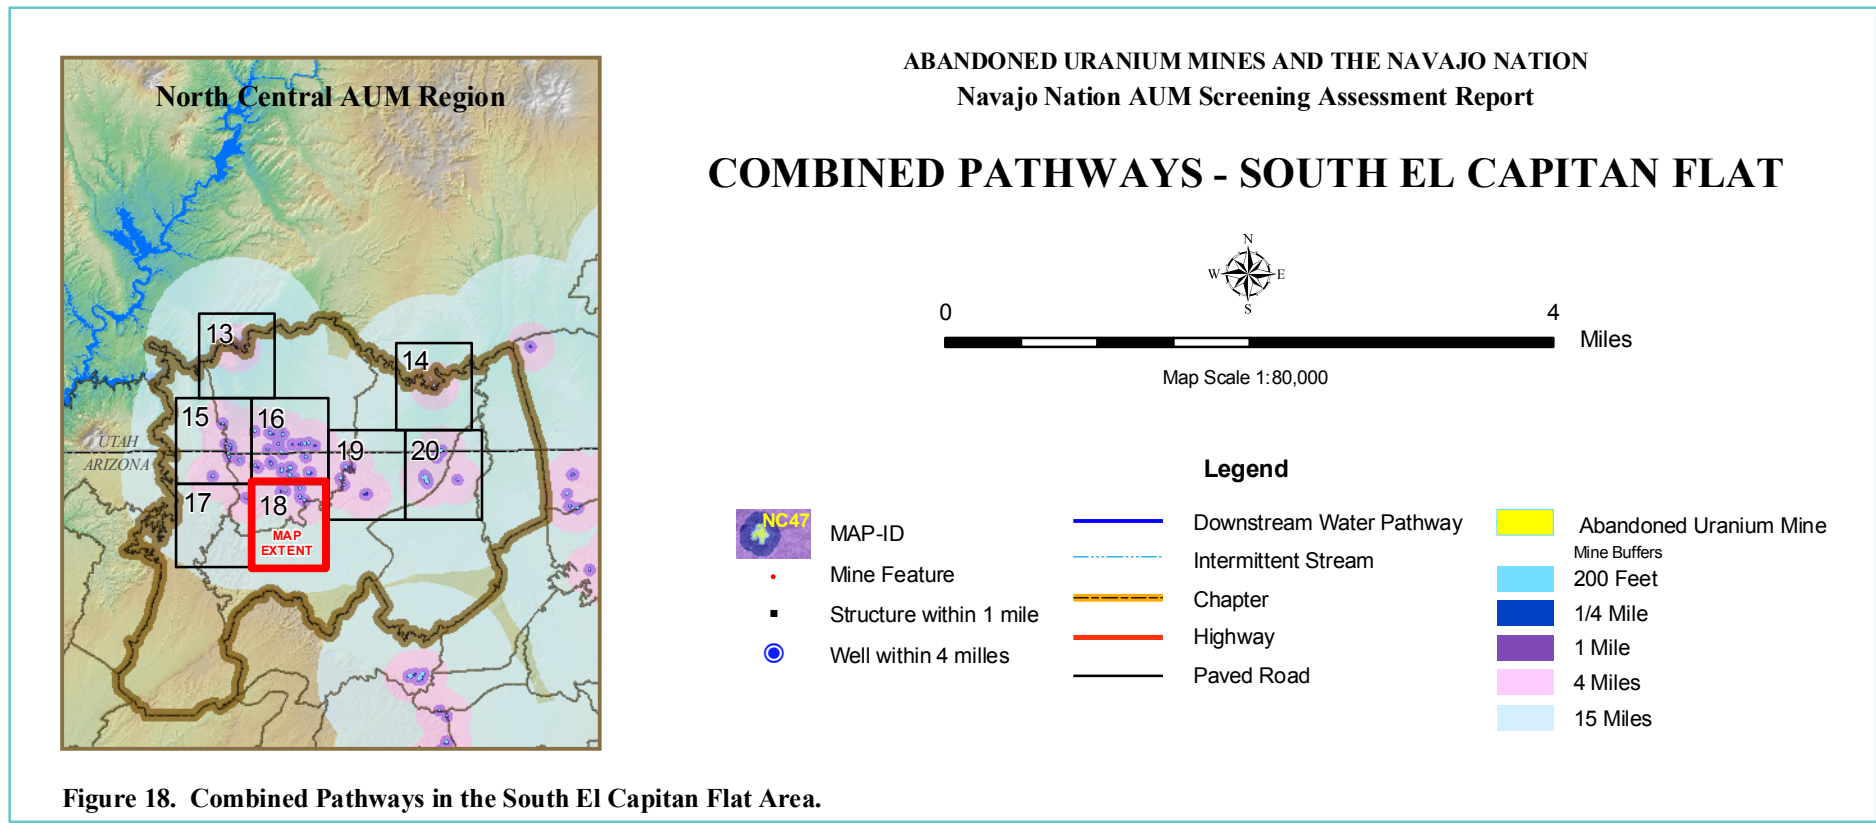 North Central AUM Region
13
14
15
16
19
20
UTAH
ARIZONA
17
18
MAP
EXTENT
ABANDONED URANIUM MINES AND THE NAVAJO NATION
Navajo Nation AUM Screening Assessment Report
COMBINED PATHWAYS - SOUTH EL CAPITAN FLAT
N
W E
S
0 4
Miles
Map Scale 1:80,000
Legend
NC47
MAP-ID
Mine Feature
Structure within 1 mile
Well within 4 milles
Downstream Water Pathway
Intermittent Stream
Chapter
Highway
Paved Road
Abandoned Uranium Mine
Mine Buffers
200 Feet
1/4 Mile
1 Mile
4 Miles
15 Miles
Figure 18. Combined Pathways in the South El Capitan Flat Area.